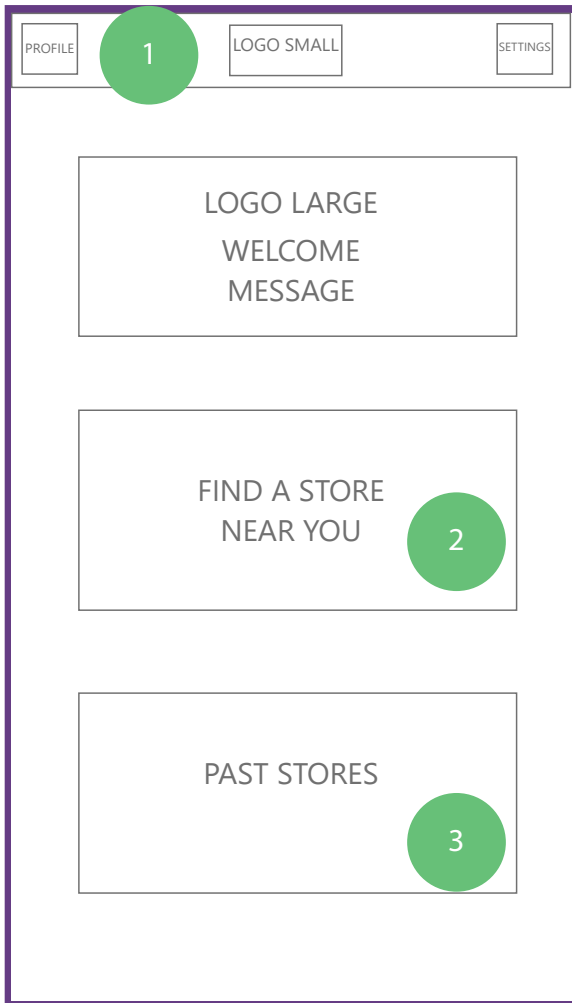 PROFILE
1
LOGO SMALL
SETTINGS
LOGO LARGE
WELCOME
MESSAGE
FIND A STORE
NEAR YOU
2
PAST STORES
3